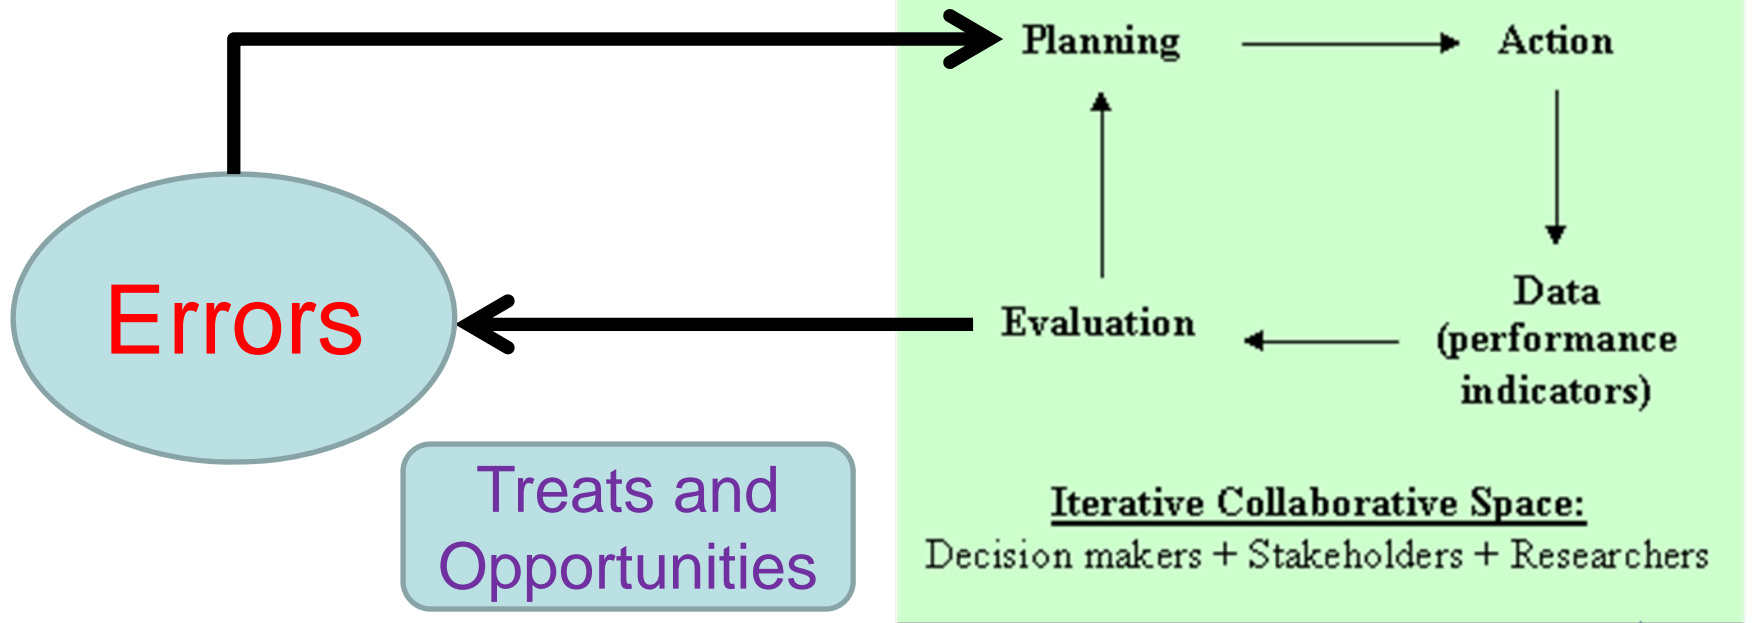 Planning
Action
Errors
Evaluation
Data
(performance
indicators)
Treats and
Opportunities
Iterative Collaborative Space:
Decision makers + Stakeholders + Researchers